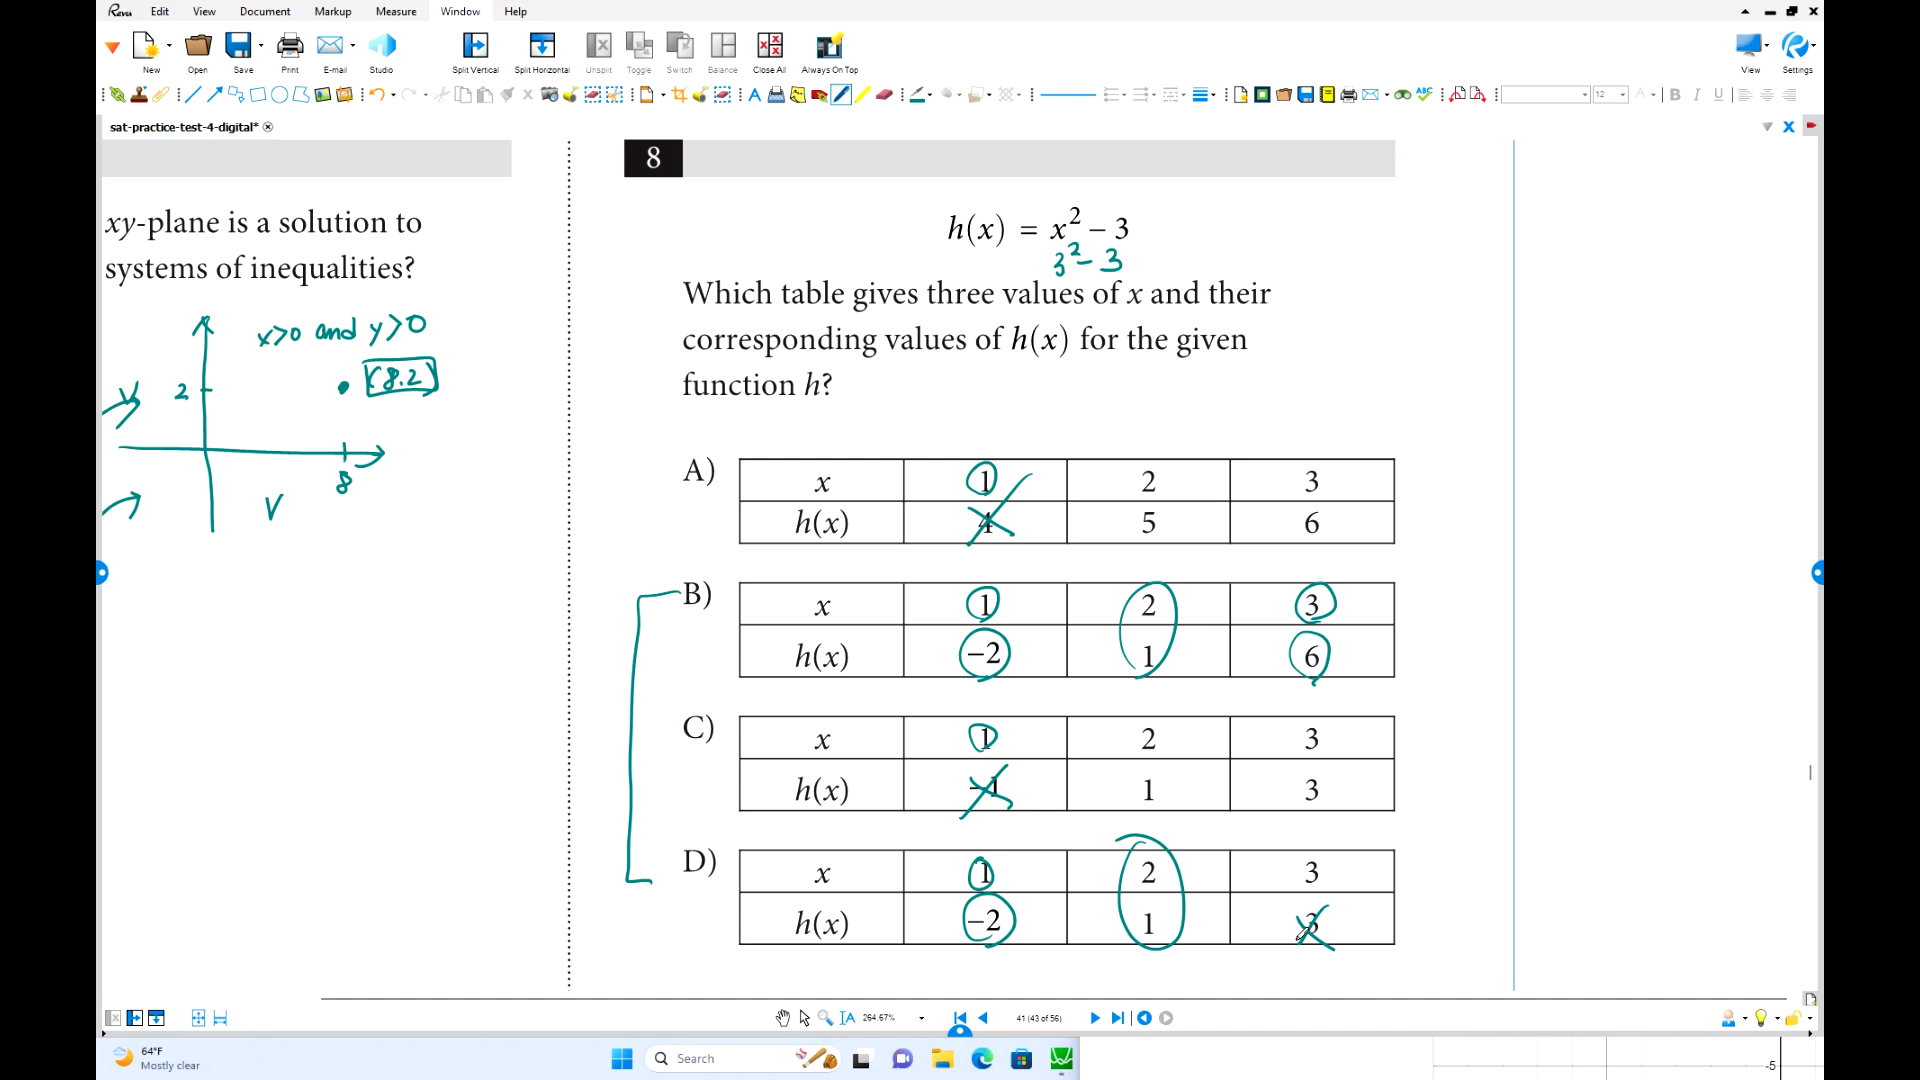 Revu Edit View Document Markup Measure Window Help
New Open Save Print E-mail Studio Split Vertical Split Horizontal Unsplit Toggle Switch Balance Close All Always On Top View Settings
12 B I U
sat-practice-test-4-digital*
8
xy-plane is a solution to
systems of inequalities?
x>0 and y>0
(8.2)
2
8
h(x) = x² − 3
3² − 3
Which table gives three values of x and their
corresponding values of h(x) for the given
function h?
A)
x 1 2 3
h(x) 4 5 6
B)
x 1 2 3
h(x) −2 1 6
C)
x 1 2 3
h(x) −1 1 3
D)
x 1 2 3
h(x) −2 1 3
264.67% 41 (43 of 56)
64°F
Mostly clear
Search
-5